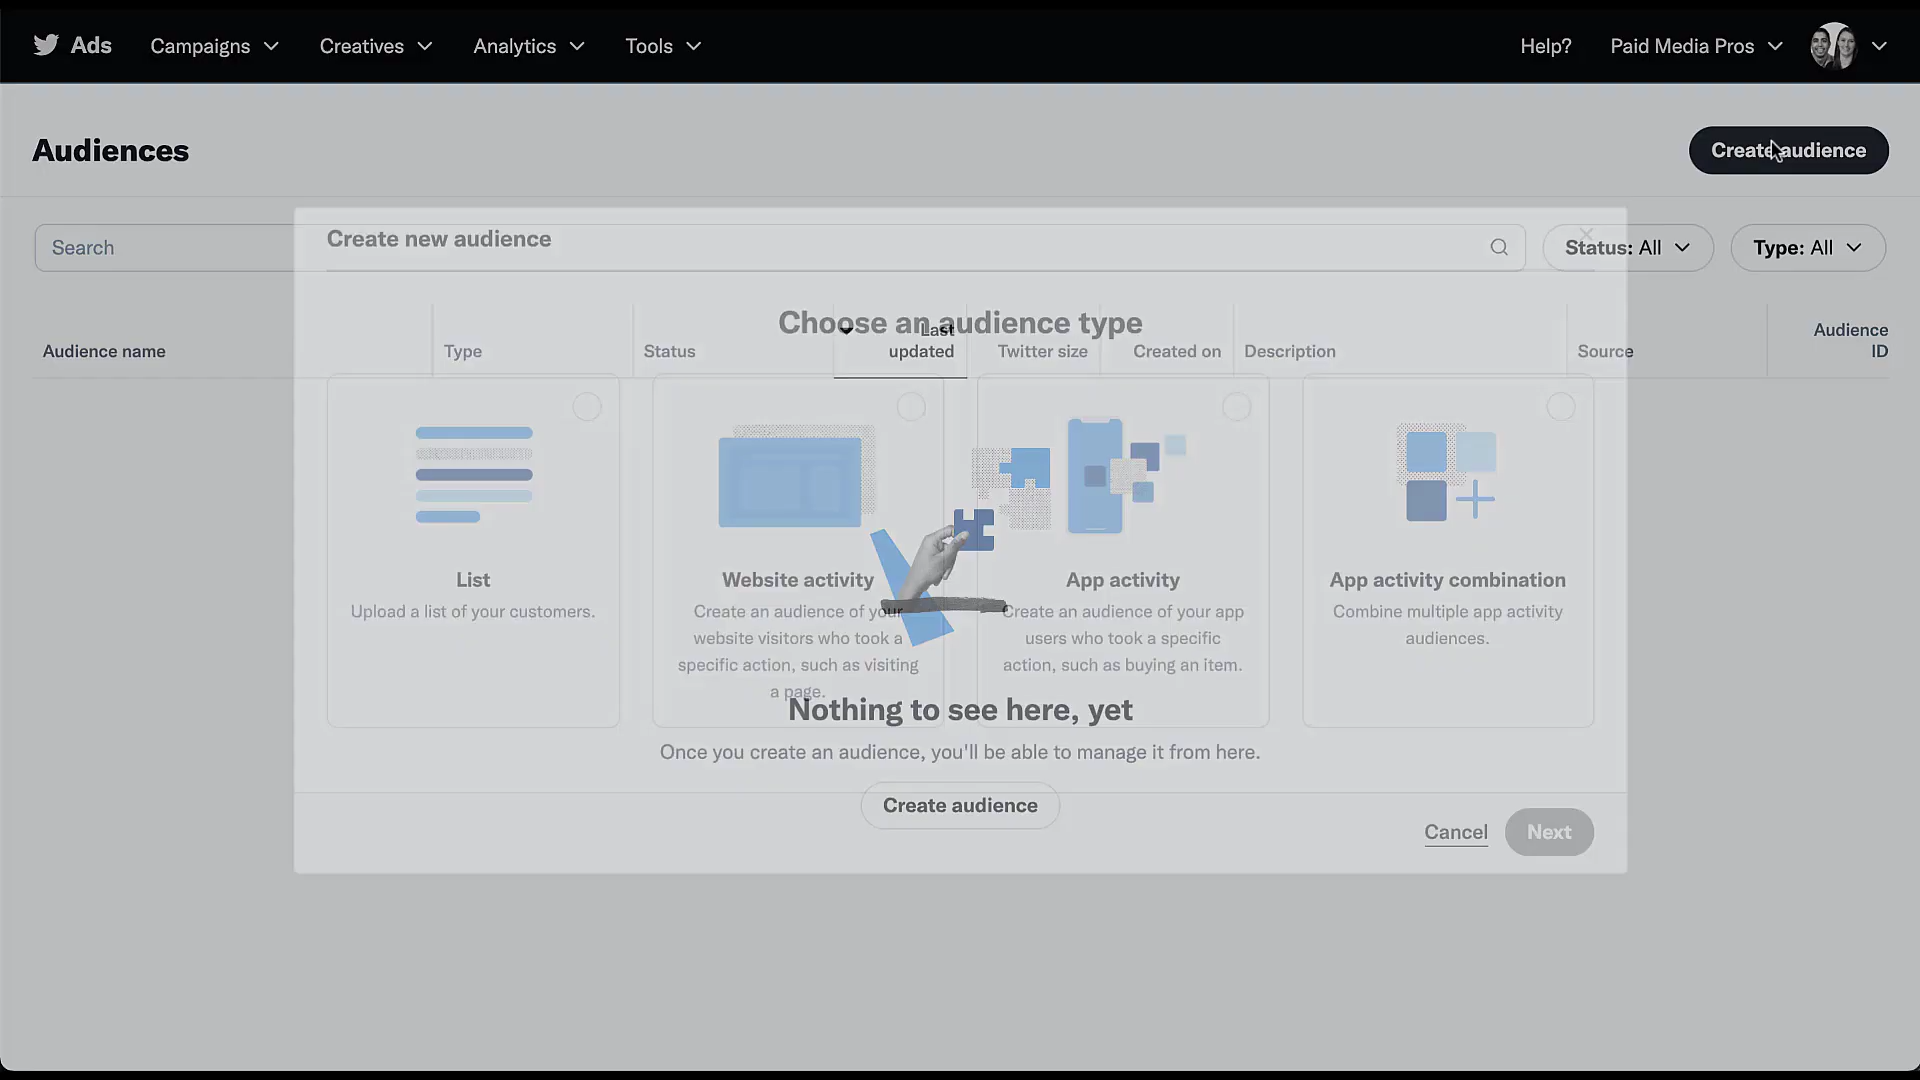 Ads Campaigns Creatives Analytics Tools Help? Paid Media Pros
Audiences
Create audience
Create new audience
Search
Status: All
Type: All
Choose an audience type
Audience name
Type
Status
Last
updated
Twitter size
Created on
Description
Source
Audience
ID
List
Upload a list of your customers.
Website activity
Create an audience of your
website visitors who took a
specific action, such as visiting
a page.
App activity
Create an audience of your app
users who took a specific
action, such as buying an item.
App activity combination
Combine multiple app activity
audiences.
Nothing to see here, yet
Once you create an audience, you'll be able to manage it from here.
Create audience
Cancel
Next